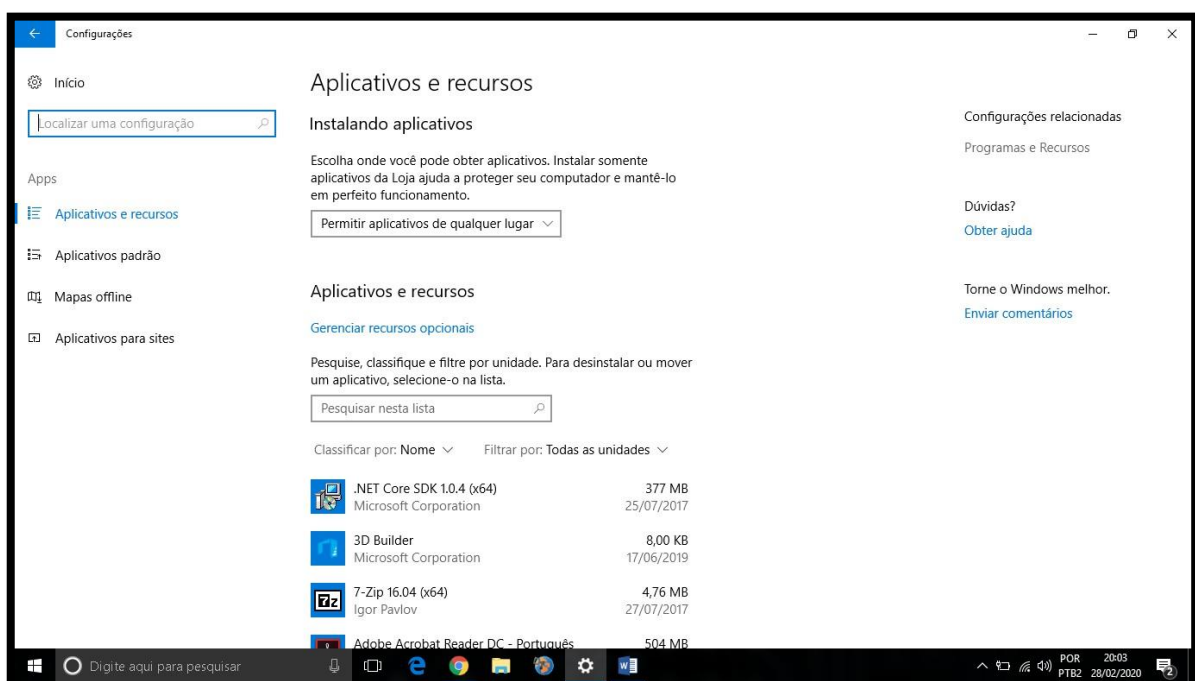 Configurações
Início
Localizar uma configuração
Apps
Aplicativos e recursos
Aplicativos padrão
Mapas offline
Aplicativos para sites
Aplicativos e recursos
Instalando aplicativos
Escolha onde você pode obter aplicativos. Instalar somente
aplicativos da Loja ajuda a proteger seu computador e mantê-lo
em perfeito funcionamento.
Permitir aplicativos de qualquer lugar
Aplicativos e recursos
Gerenciar recursos opcionais
Pesquise, classifique e filtre por unidade. Para desinstalar ou mover
um aplicativo, selecione-o na lista.
Pesquisar nesta lista
Classificar por: Nome Filtrar por: Todas as unidades
.NET Core SDK 1.0.4 (x64) 377 MB
Microsoft Corporation 25/07/2017
3D Builder 8,00 KB
Microsoft Corporation 17/06/2019
7z
7-Zip 16.04 (x64) 4,76 MB
Igor Pavlov 27/07/2017
Adobe Acrobat Reader DC - Português 504 MB
Configurações relacionadas
Programas e Recursos
Dúvidas?
Obter ajuda
Torne o Windows melhor.
Enviar comentários
Digite aqui para pesquisar
POR 20:03
PTB2 28/02/2020
2